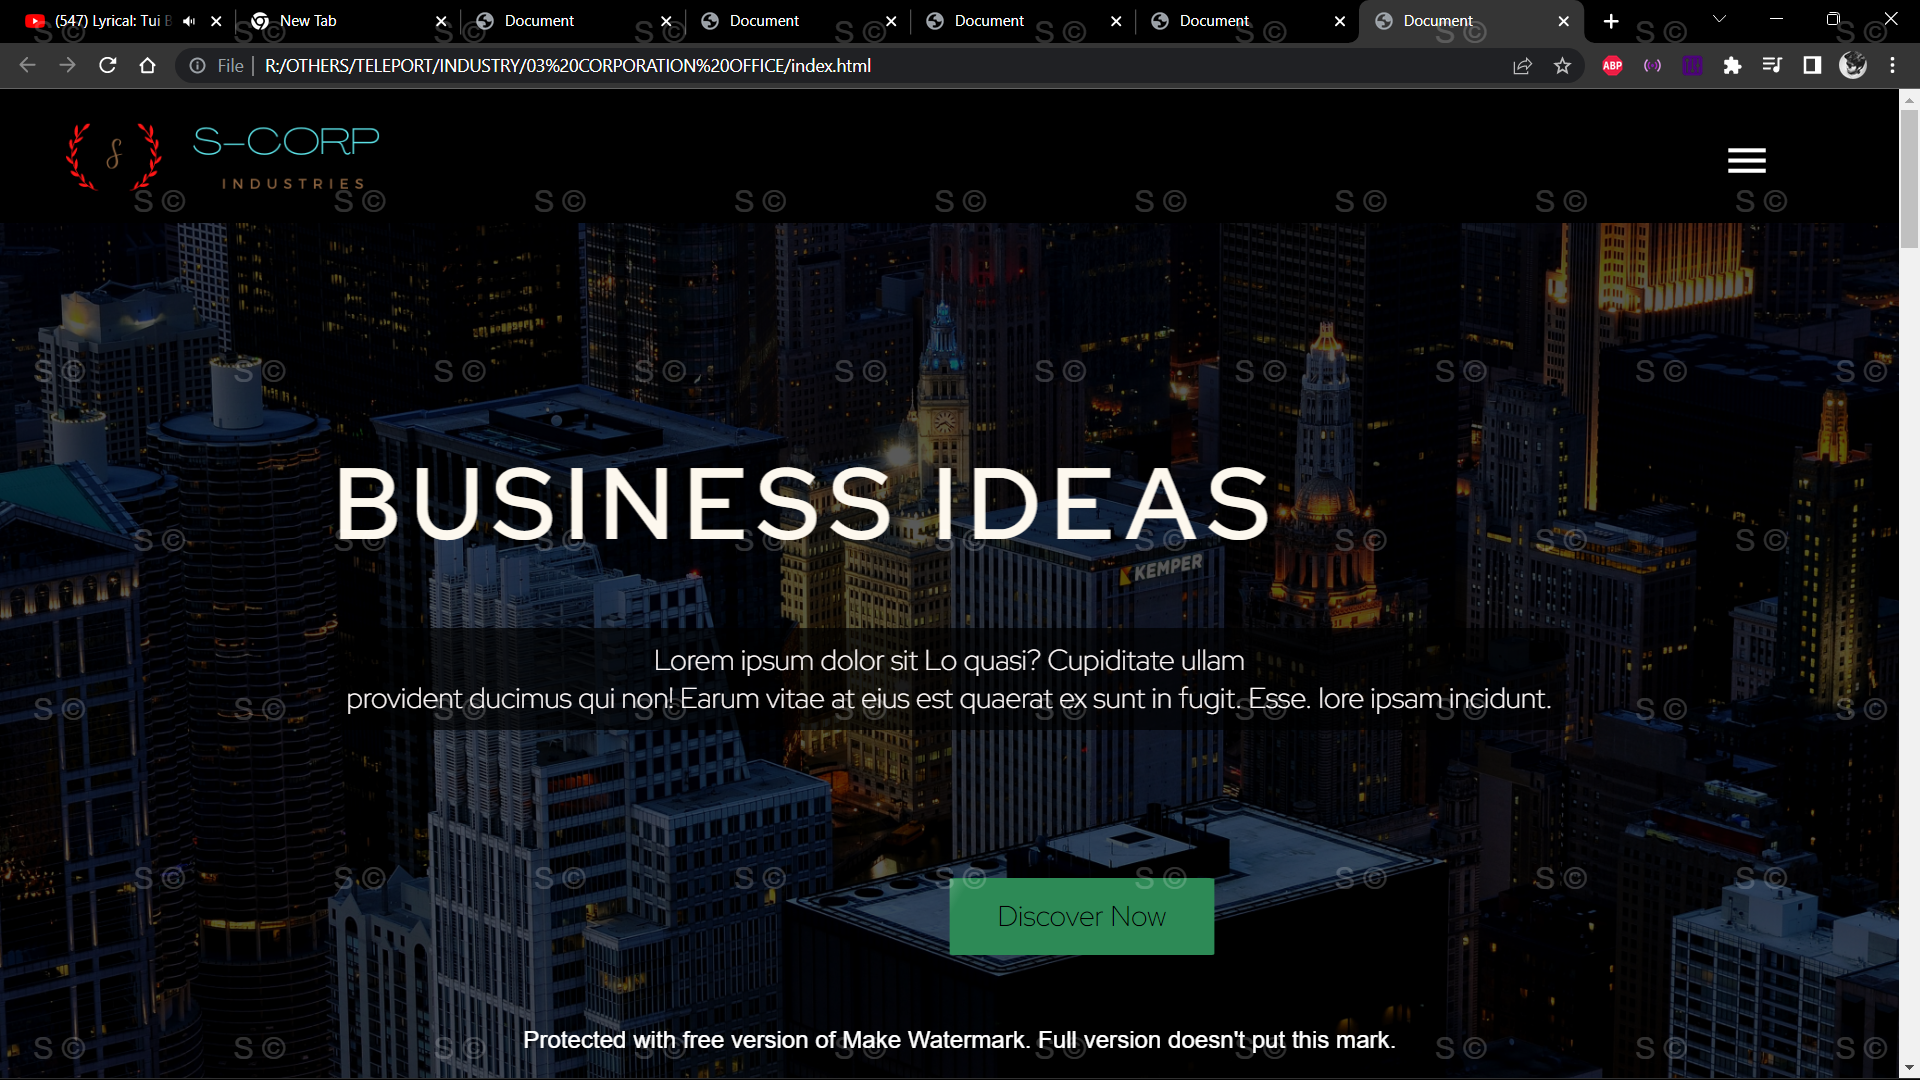 (547) Lyrical: Tui B
New Tab
Document
Document
Document
Document
Document
File
R:/OTHERS/TELEPORT/INDUSTRY/03%20CORPORATION%20OFFICE/index.html
ABP
S
S-CORP
INDUSTRIES
S © S © S © S © S © S © S © S © S ©
BUSINESS IDEAS
KEMPER
Lorem ipsum dolor sit Lo quasi? Cupiditate ullam
provident ducimus qui non! Earum vitae at eius est quaerat ex sunt in fugit. Esse. lore ipsam incidunt.
Discover Now
Protected with free version of Make Watermark. Full version doesn't put this mark.